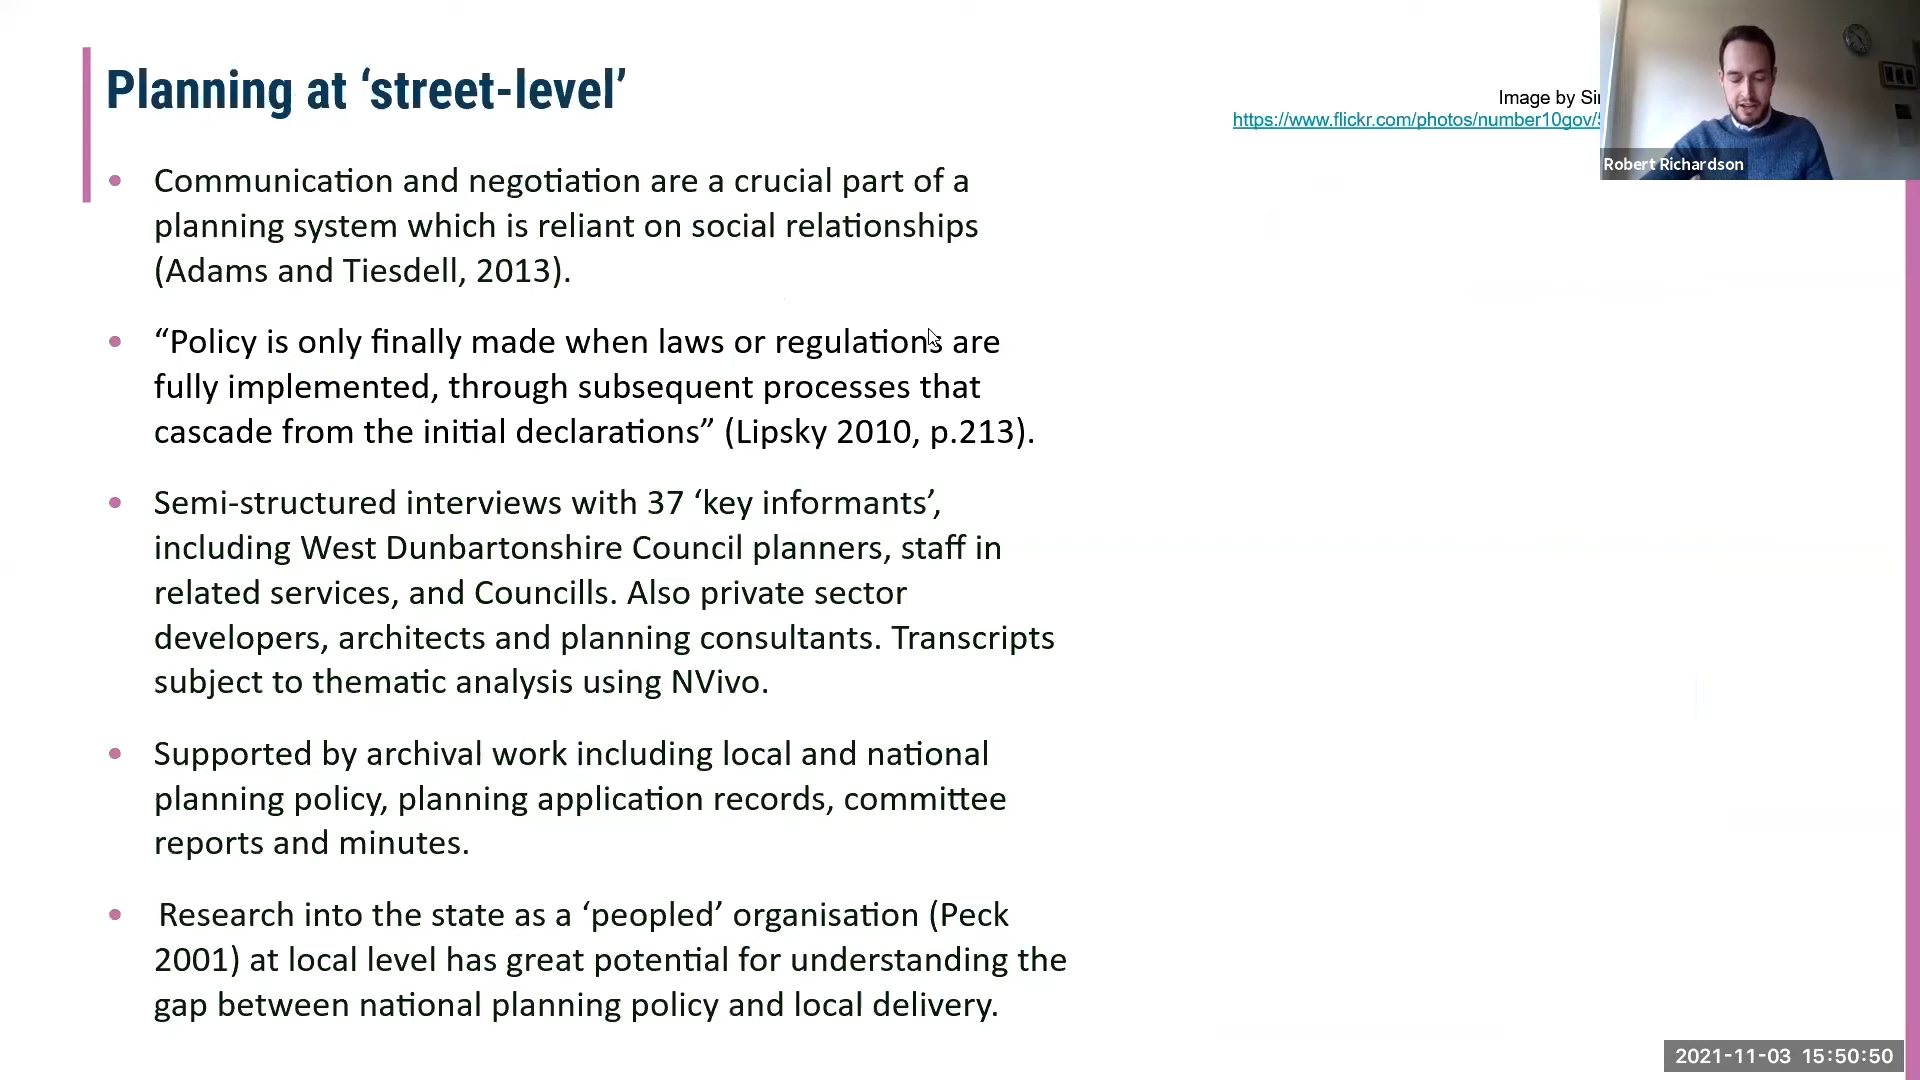 Planning at ‘street-level’
Image by
https://www.flickr.com/photos/number10gov/
Robert Richardson
• Communication and negotiation are a crucial part of a
planning system which is reliant on social relationships
(Adams and Tiesdell, 2013).
• “Policy is only finally made when laws or regulations are
fully implemented, through subsequent processes that
cascade from the initial declarations” (Lipsky 2010, p.213).
• Semi-structured interviews with 37 ‘key informants’,
including West Dunbartonshire Council planners, staff in
related services, and Councills. Also private sector
developers, architects and planning consultants. Transcripts
subject to thematic analysis using NVivo.
• Supported by archival work including local and national
planning policy, planning application records, committee
reports and minutes.
• Research into the state as a ‘peopled’ organisation (Peck
2001) at local level has great potential for understanding the
gap between national planning policy and local delivery.
2021-11-03 15:50:50